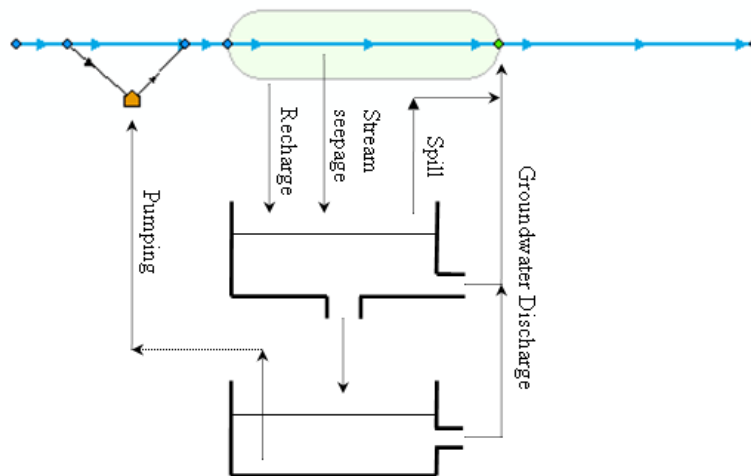 Recharge
Stream
seepage
Spill
Pumping
Groundwater Discharge